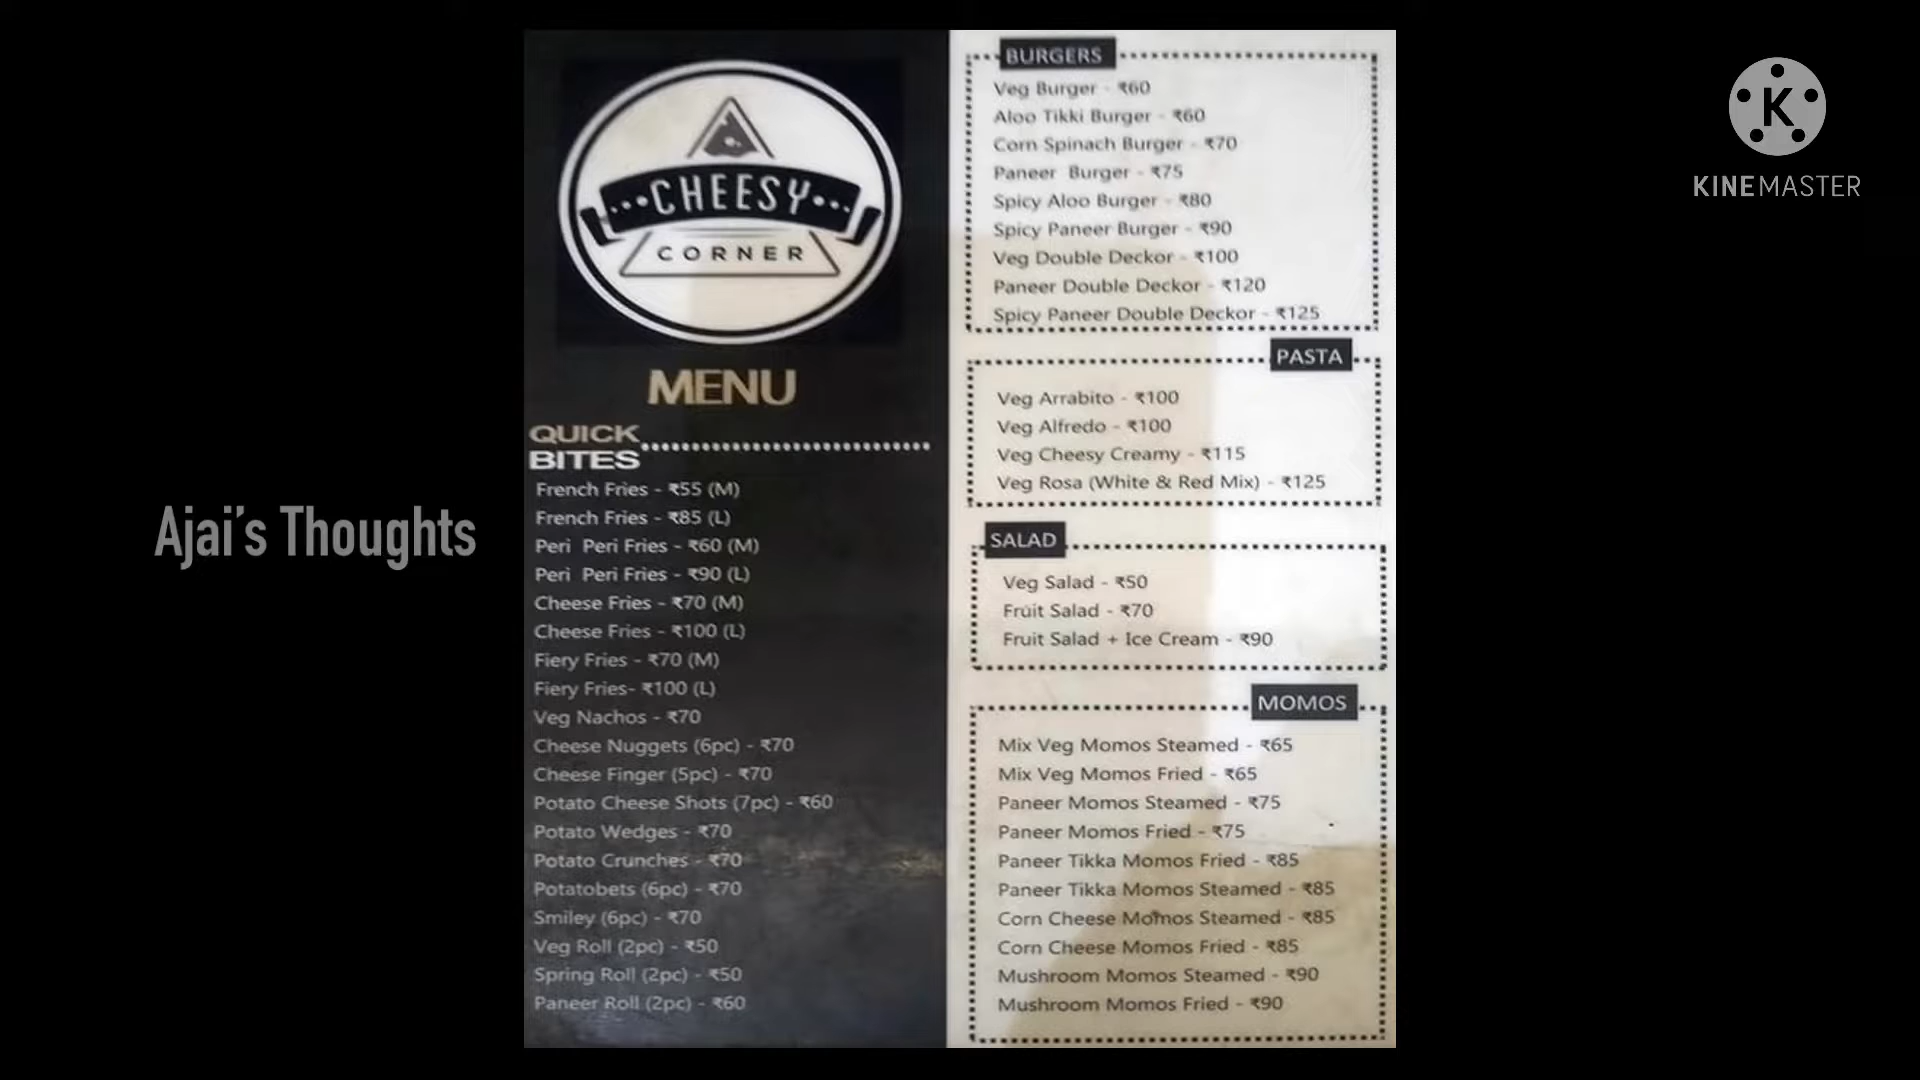 CHEESY
CORNER
MENU
QUICK
BITES
French Fries - ₹55 (M)
French Fries - ₹85 (L)
Peri Peri Fries - ₹60 (M)
Peri Peri Fries - ₹90 (L)
Cheese Fries - ₹70 (M)
Cheese Fries - ₹100 (L)
Fiery Fries - ₹70 (M)
Fiery Fries- ₹100 (L)
Veg Nachos - ₹70
Cheese Nuggets (6pc) - ₹70
Cheese Finger (5pc) - ₹70
Potato Cheese Shots (7pc) - ₹60
Potato Wedges - ₹70
Potato Crunches - ₹70
Potatobets (6pc) - ₹70
Smiley (6pc) - ₹70
Veg Roll (2pc) - ₹50
Spring Roll (2pc) - ₹50
Paneer Roll (2pc) - ₹60
BURGERS
Veg Burger - ₹60
Aloo Tikki Burger - ₹60
Corn Spinach Burger - ₹70
Paneer Burger - ₹75
Spicy Aloo Burger - ₹80
Spicy Paneer Burger - ₹90
Veg Double Deckor - ₹100
Paneer Double Deckor - ₹120
Spicy Paneer Double Deckor - ₹125
PASTA
Veg Arrabito - ₹100
Veg Alfredo - ₹100
Veg Cheesy Creamy - ₹115
Veg Rosa (White & Red Mix) - ₹125
SALAD
Veg Salad - ₹50
Fruit Salad - ₹70
Fruit Salad + Ice Cream - ₹90
MOMOS
Mix Veg Momos Steamed - ₹65
Mix Veg Momos Fried - ₹65
Paneer Momos Steamed - ₹75
Paneer Momos Fried - ₹75
Paneer Tikka Momos Fried - ₹85
Paneer Tikka Momos Steamed - ₹85
Corn Cheese Momos Steamed - ₹85
Corn Cheese Momos Fried - ₹85
Mushroom Momos Steamed - ₹90
Mushroom Momos Fried - ₹90
Ajai's Thoughts
K
KINEMASTER